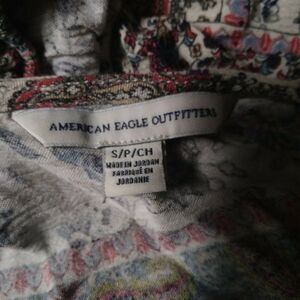 AMERICAN EAGLE OUTFITTERS
S/P/CH
MADE IN JORDAN
FABRIQUÉ EN
JORDANIE